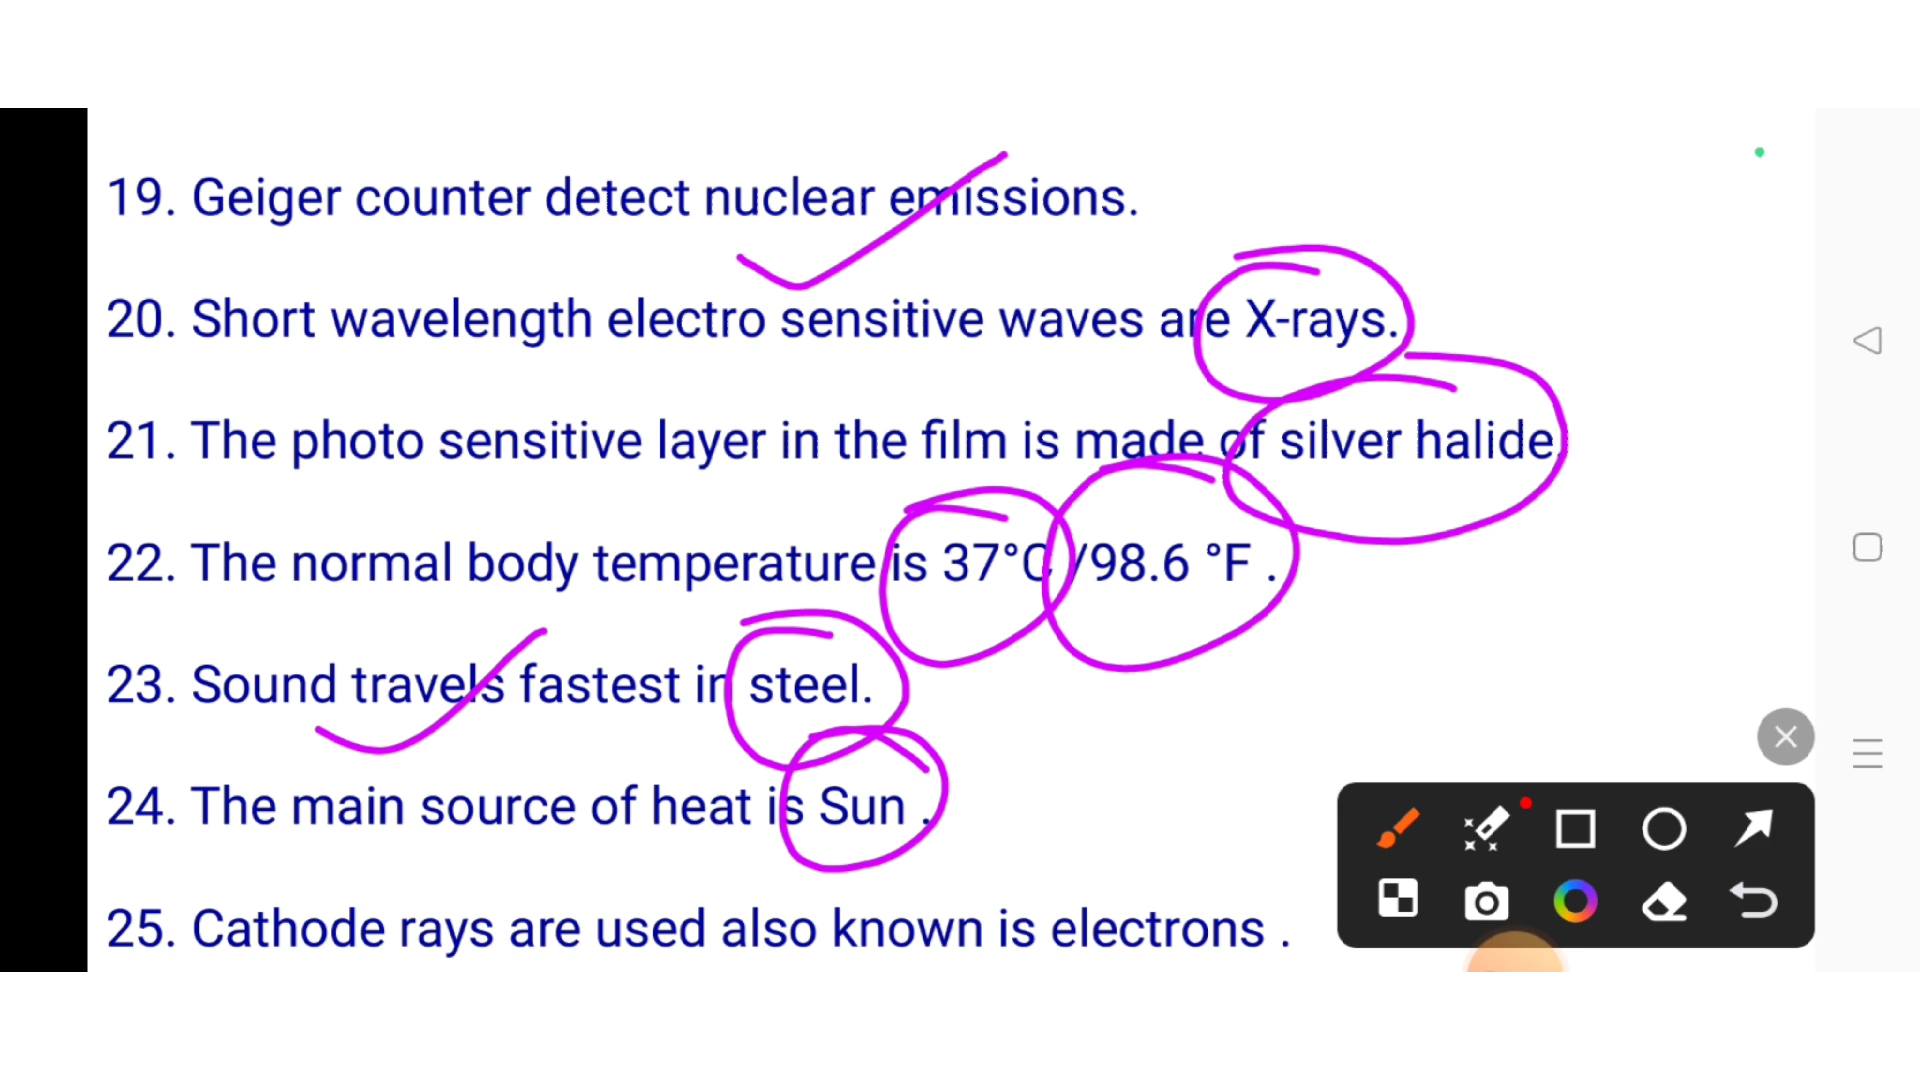 19. Geiger counter detect nuclear emissions.
20. Short wavelength electro sensitive waves are X-rays.
21. The photo sensitive layer in the film is made of silver halide.
22. The normal body temperature is 37°C /98.6 °F .
23. Sound travels fastest in steel.
24. The main source of heat is Sun .
25. Cathode rays are used also known is electrons .